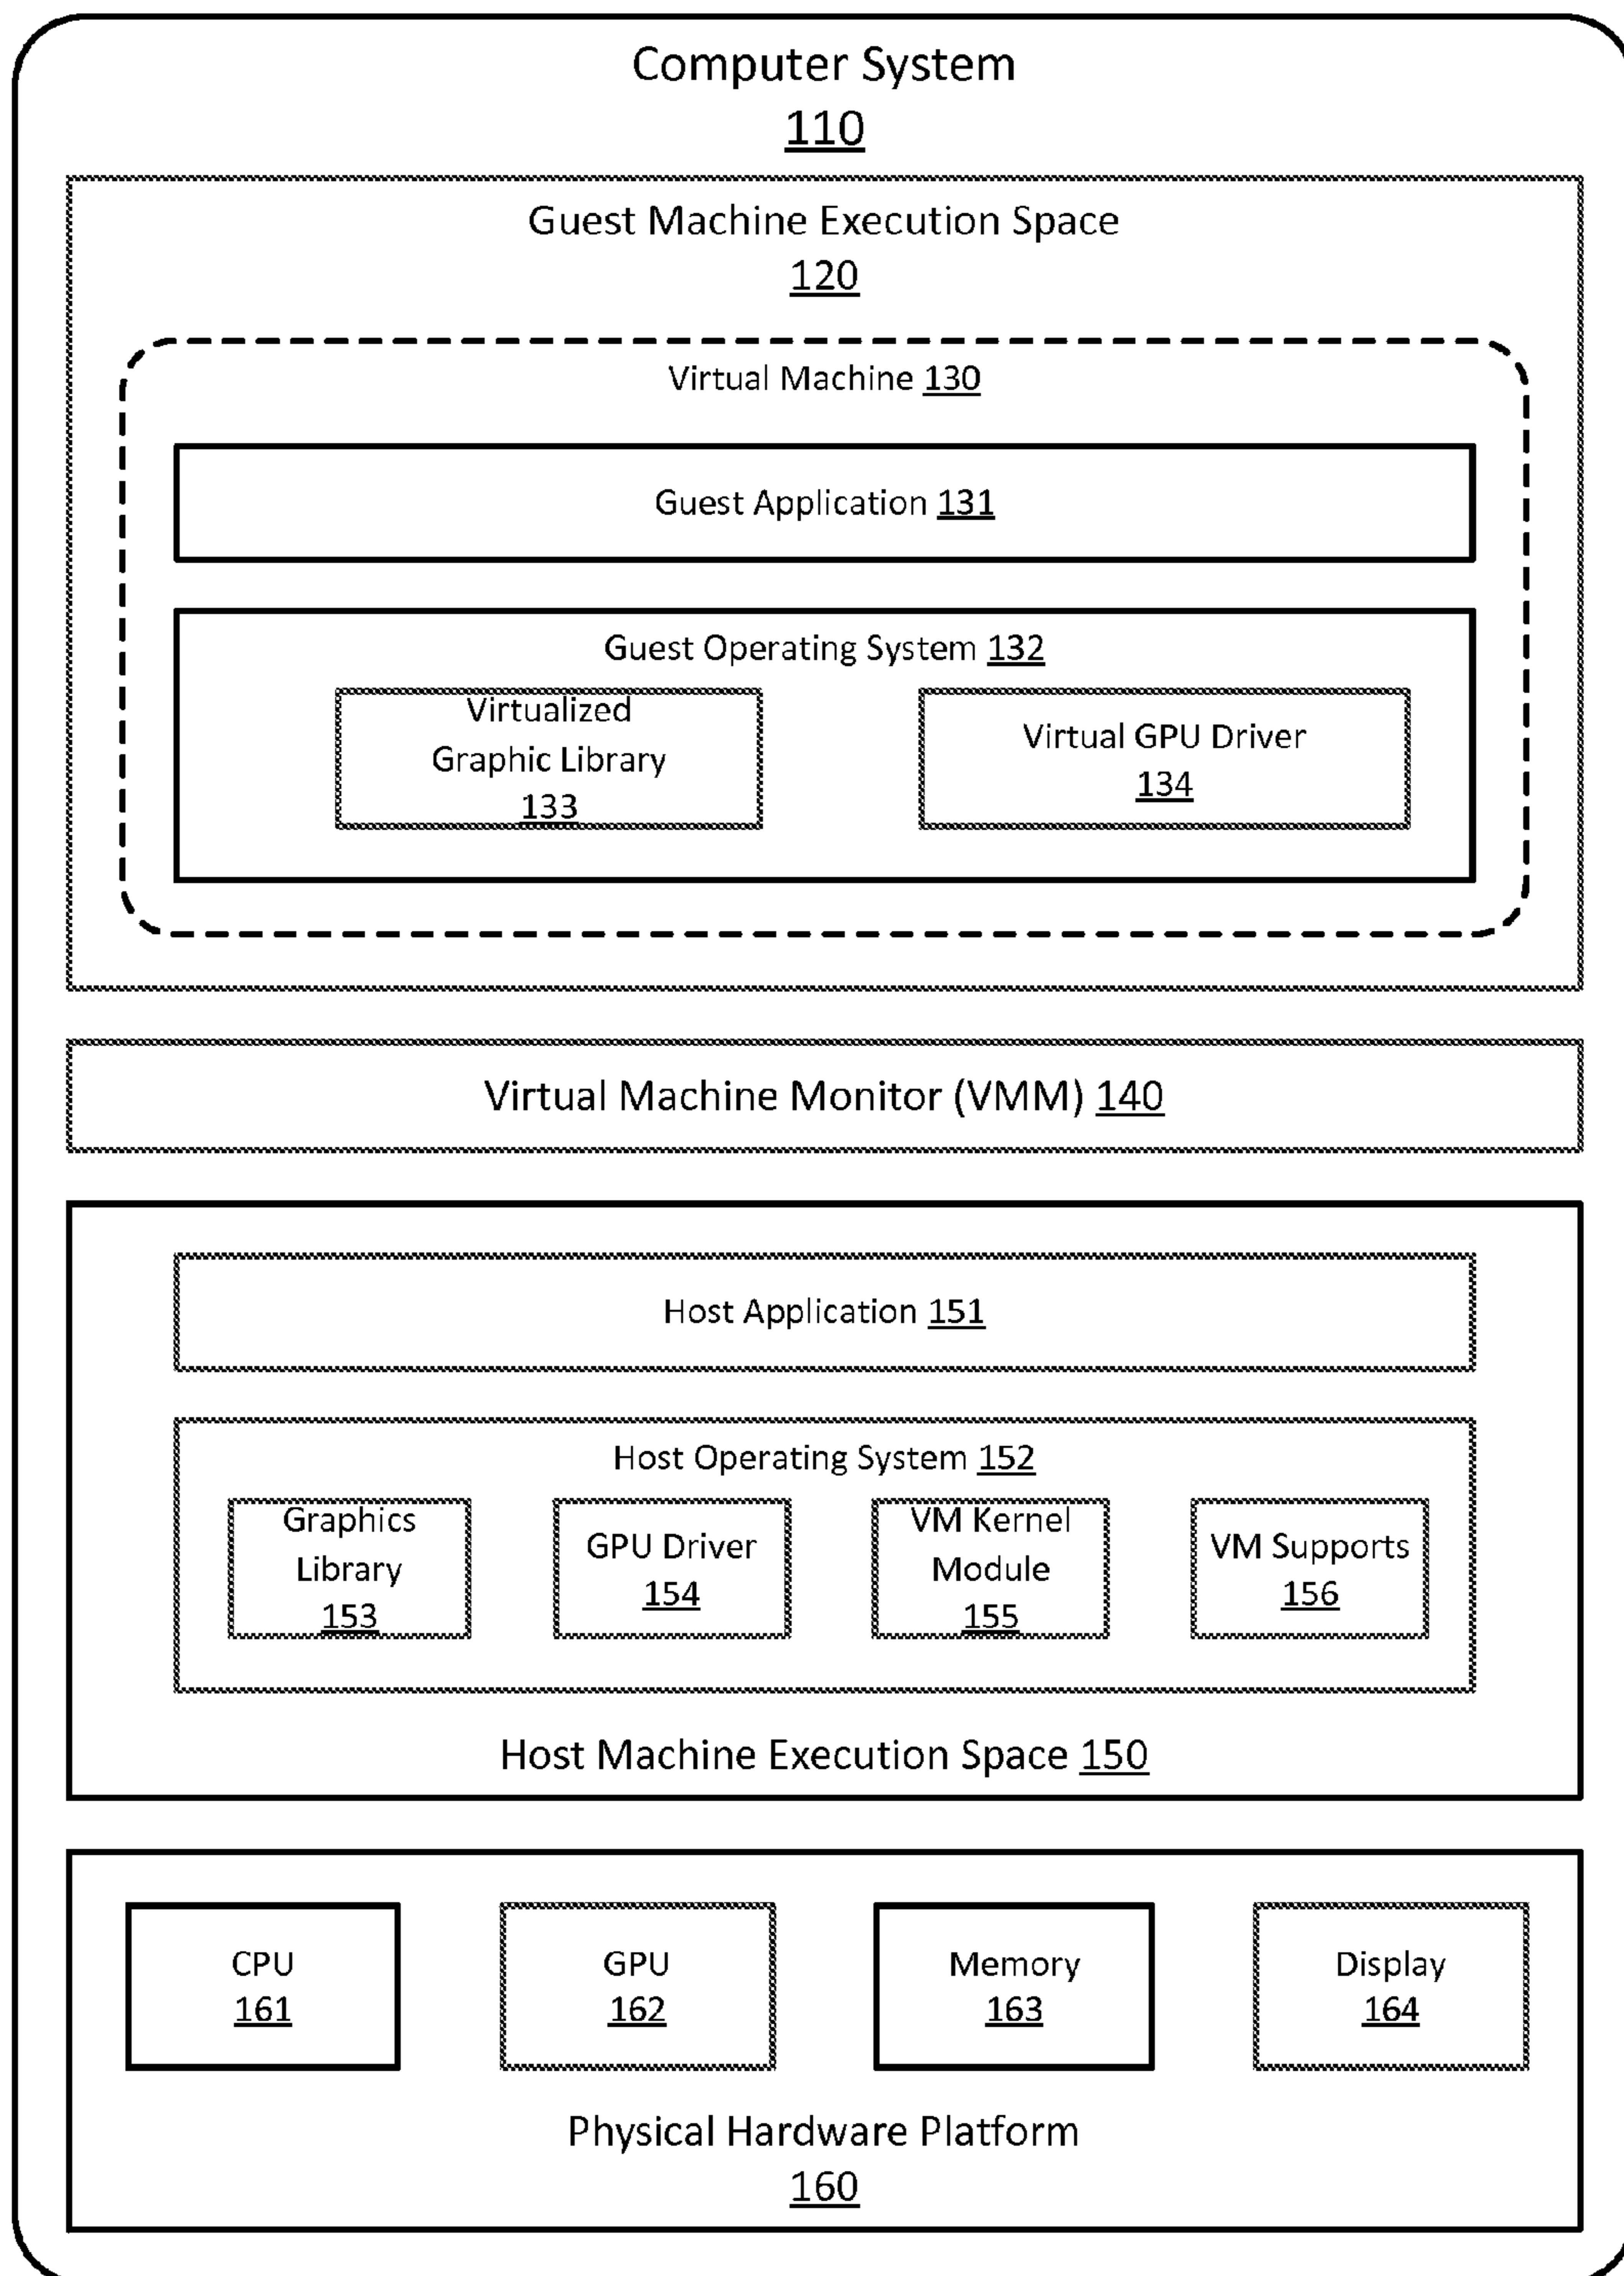 Computer System
110
Guest Machine Execution Space
120
Virtual Machine 130
Guest Application 131
Guest Operating System 132
Virtualized
Graphic Library
133
Virtual GPU Driver
134
Virtual Machine Monitor (VMM) 140
Host Application 151
Host Operating System 152
Graphics
Library
153
GPU Driver
154
VM Kernel
Module
155
VM Supports
156
Host Machine Execution Space 150
CPU
161
GPU
162
Memory
163
Display
164
Physical Hardware Platform
160